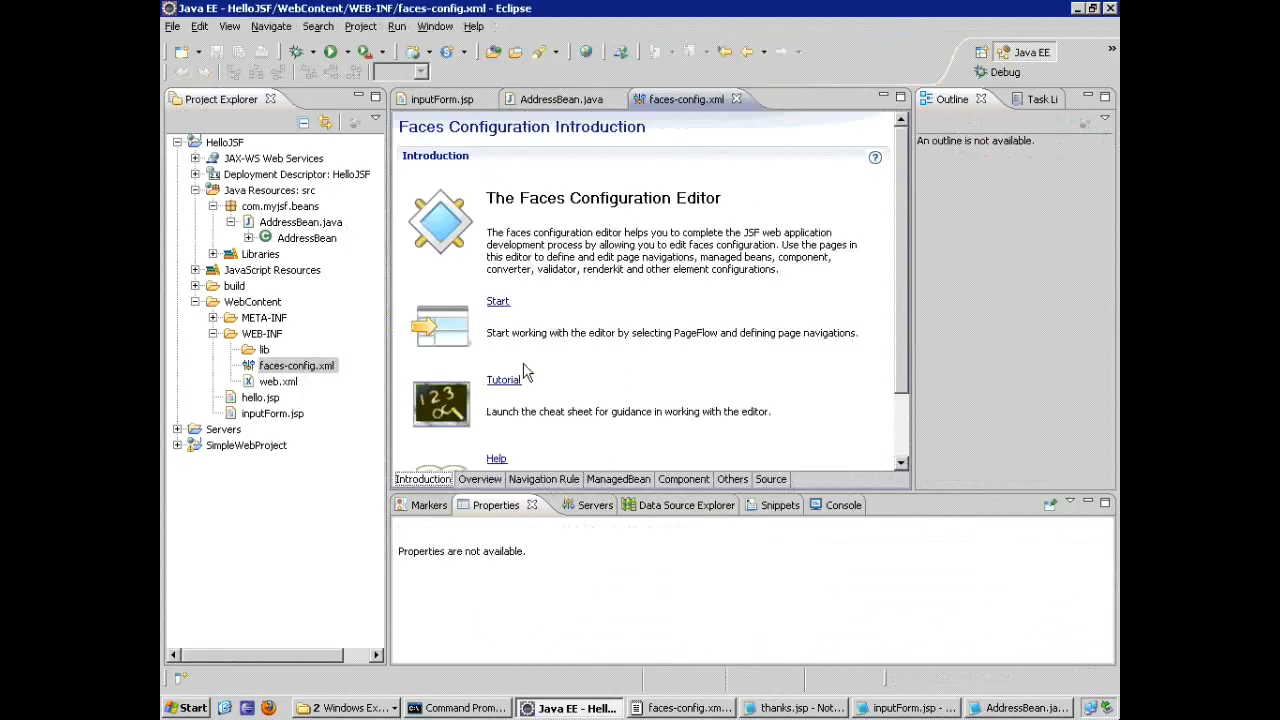 Java EE - HelloJSF/WebContent/WEB-INF/faces-config.xml - Eclipse
File Edit View Navigate Search Project Run Window Help
Java EE
Debug
Project Explorer
inputForm.jsp
AddressBean.java
faces-config.xml
Outline
Task Li
HelloJSF
JAX-WS Web Services
Deployment Descriptor: HelloJSF
Java Resources: src
com.myjsf.beans
AddressBean.java
AddressBean
Libraries
JavaScript Resources
build
WebContent
META-INF
WEB-INF
lib
faces-config.xml
web.xml
hello.jsp
inputForm.jsp
Servers
SimpleWebProject
Faces Configuration Introduction
Introduction
The Faces Configuration Editor
The faces configuration editor helps you to complete the JSF web application
development process by allowing you to edit faces configuration. Use the pages in
this editor to define and edit page navigations, managed beans, component,
converter, validator, renderkit and other element configurations.
Start
Start working with the editor by selecting PageFlow and defining page navigations.
Tutorial
Launch the cheat sheet for guidance in working with the editor.
Help
Introduction Overview Navigation Rule ManagedBean Component Others Source
An outline is not available.
Markers Properties Servers Data Source Explorer Snippets Console
Properties are not available.
Start
2 Windows Ex...
Command Prom...
Java EE - Hell...
faces-config.xm...
thanks.jsp - Not...
inputForm.jsp - ...
AddressBean.ja...